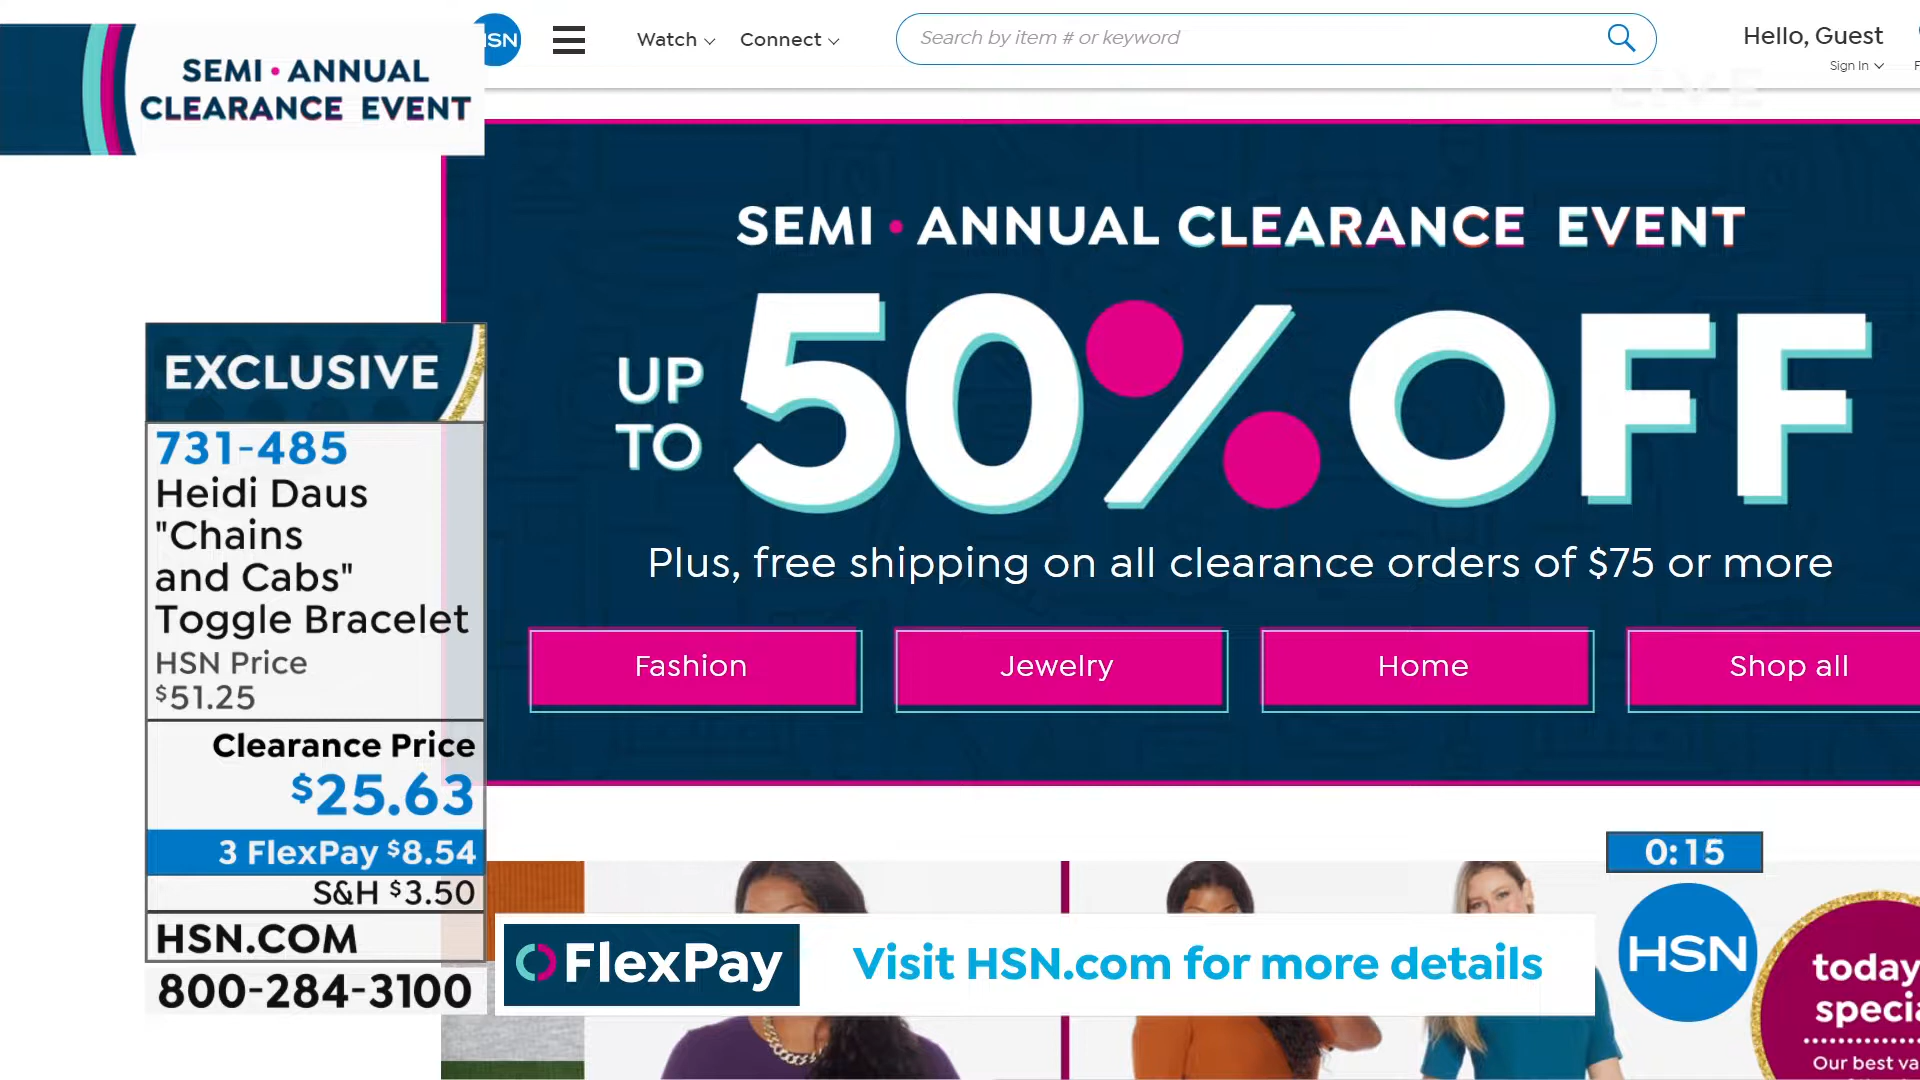 SEMI • ANNUAL
CLEARANCE EVENT
HSN
Watch
Connect
Search by item # or keyword
Hello, Guest
Sign In
LIVE
SEMI • ANNUAL CLEARANCE EVENT
UP TO 50% OFF
Plus, free shipping on all clearance orders of $75 or more
Fashion
Jewelry
Home
Shop all
EXCLUSIVE
731-485
Heidi Daus
"Chains
and Cabs"
Toggle Bracelet
HSN Price
$51.25
Clearance Price
$25.63
3 FlexPay $8.54
S&H $3.50
HSN.COM
800-284-3100
FlexPay
Visit HSN.com for more details
0:15
HSN
today
specia
Our best va